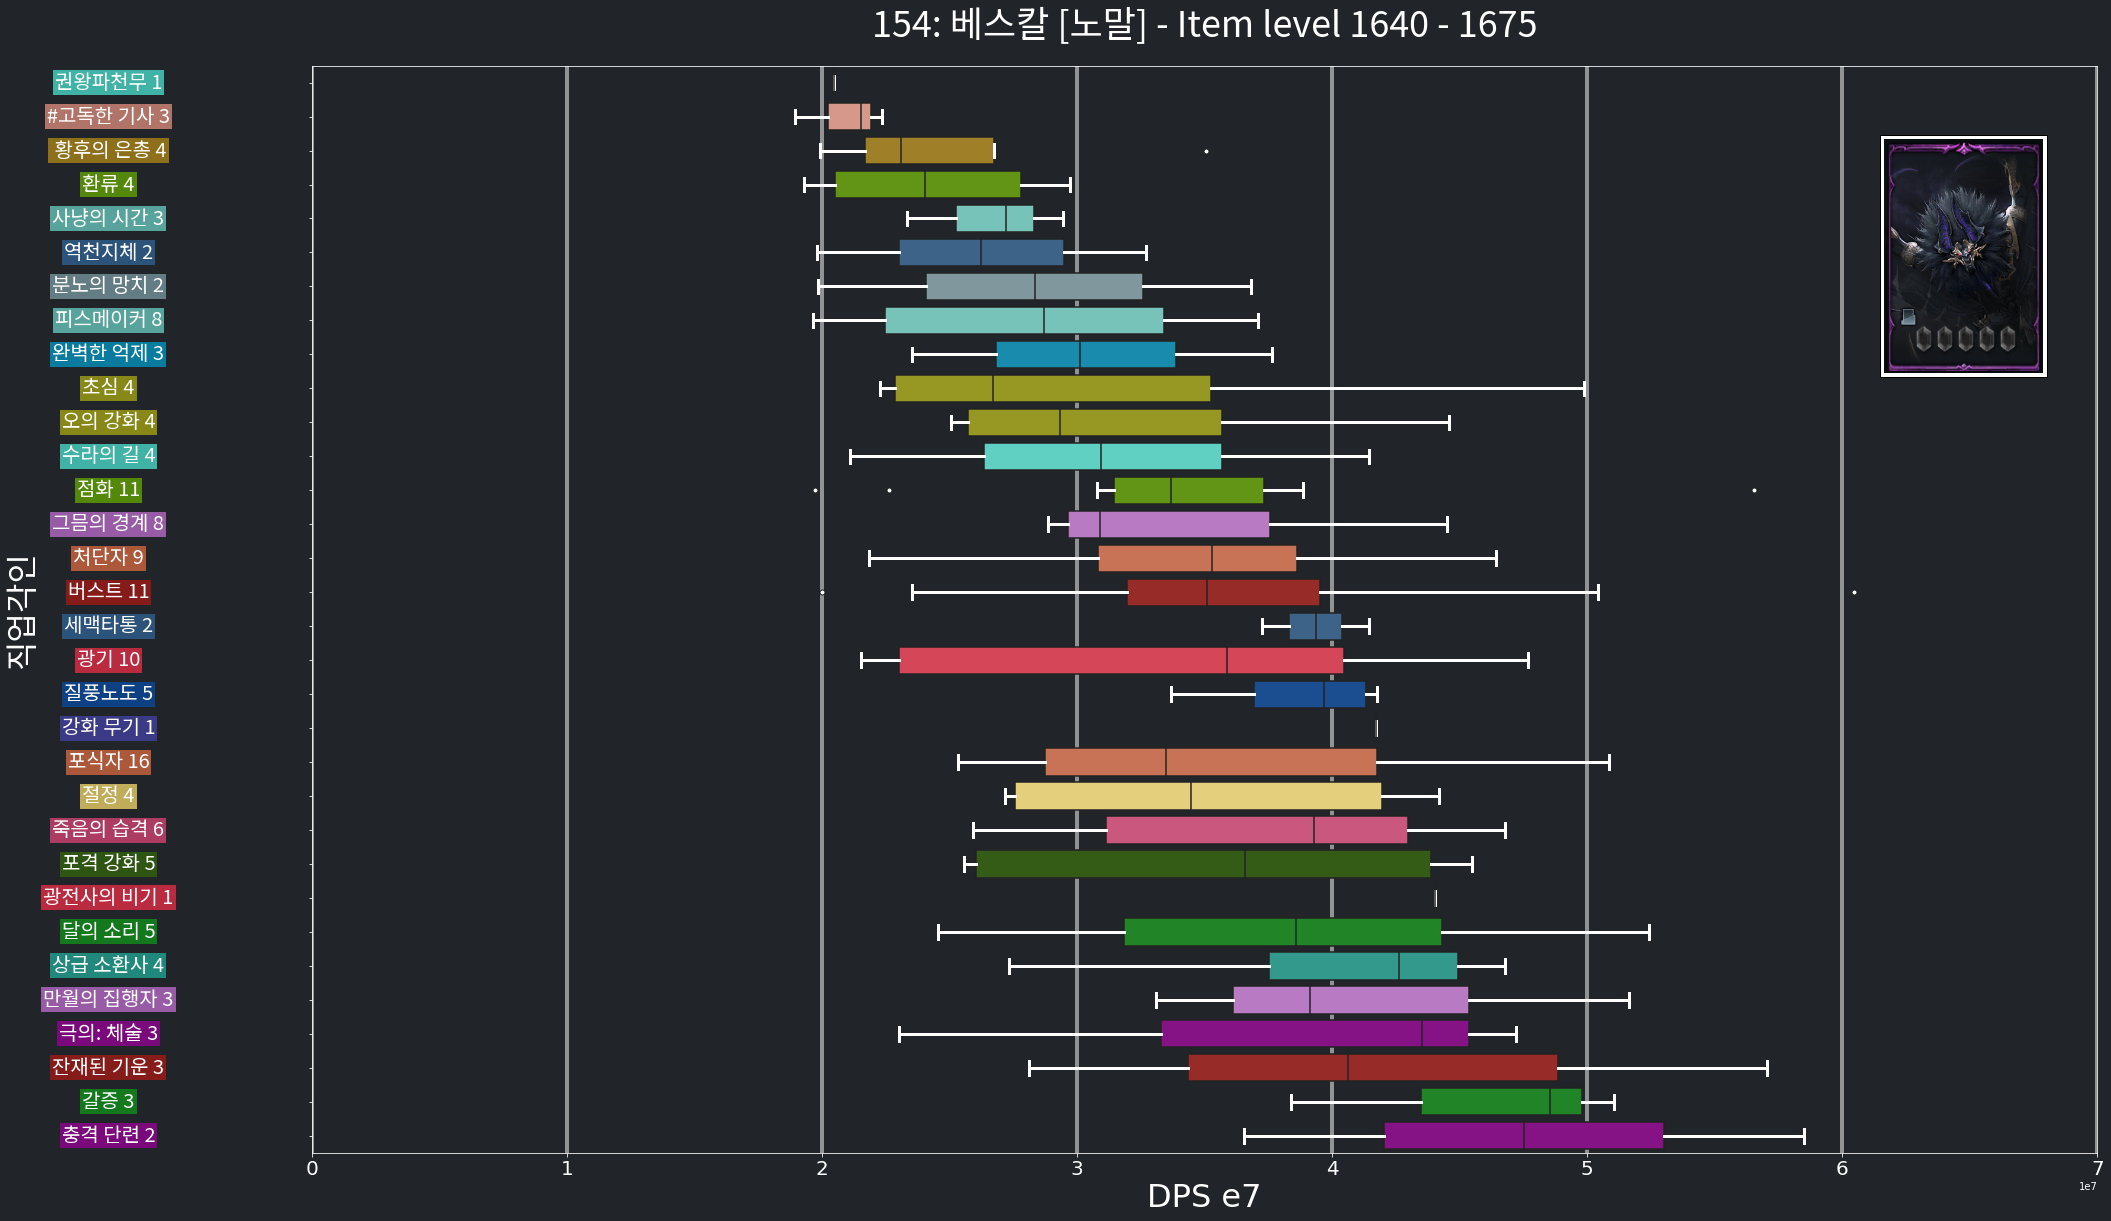 154: 베스칼 [노말] - Item level 1640 - 1675
권왕파천무 1
#고독한 기사 3
황후의 은총 4
환류 4
사냥의 시간 3
역천지체 2
분노의 망치 2
피스메이커 8
완벽한 억제 3
초심 4
오의 강화 4
수라의 길 4
점화 11
그믐의 경계 8
처단자 9
버스트 11
세맥타통 2
광기 10
질풍노도 5
강화 무기 1
포식자 16
절정 4
죽음의 습격 6
포격 강화 5
광전사의 비기 1
달의 소리 5
상급 소환사 4
만월의 집행자 3
극의: 체술 3
잔재된 기운 3
갈증 3
충격 단련 2
직업각인
0 1 2 3 4 5 6 7
1e7
DPS e7